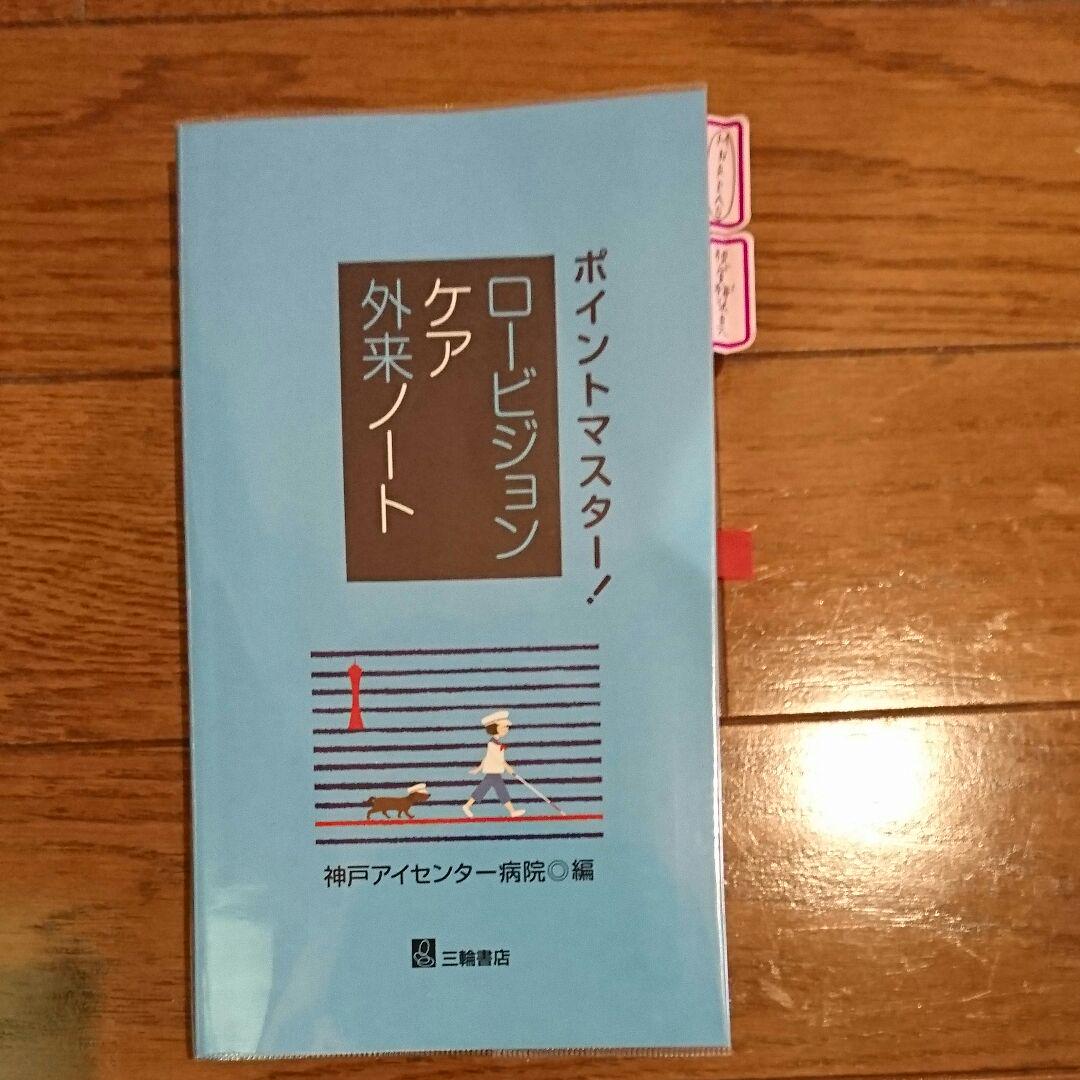 ポイントマスター！
ロービジョン
ケア
外来ノート
神戸アイセンター病院◎編
三輪書店